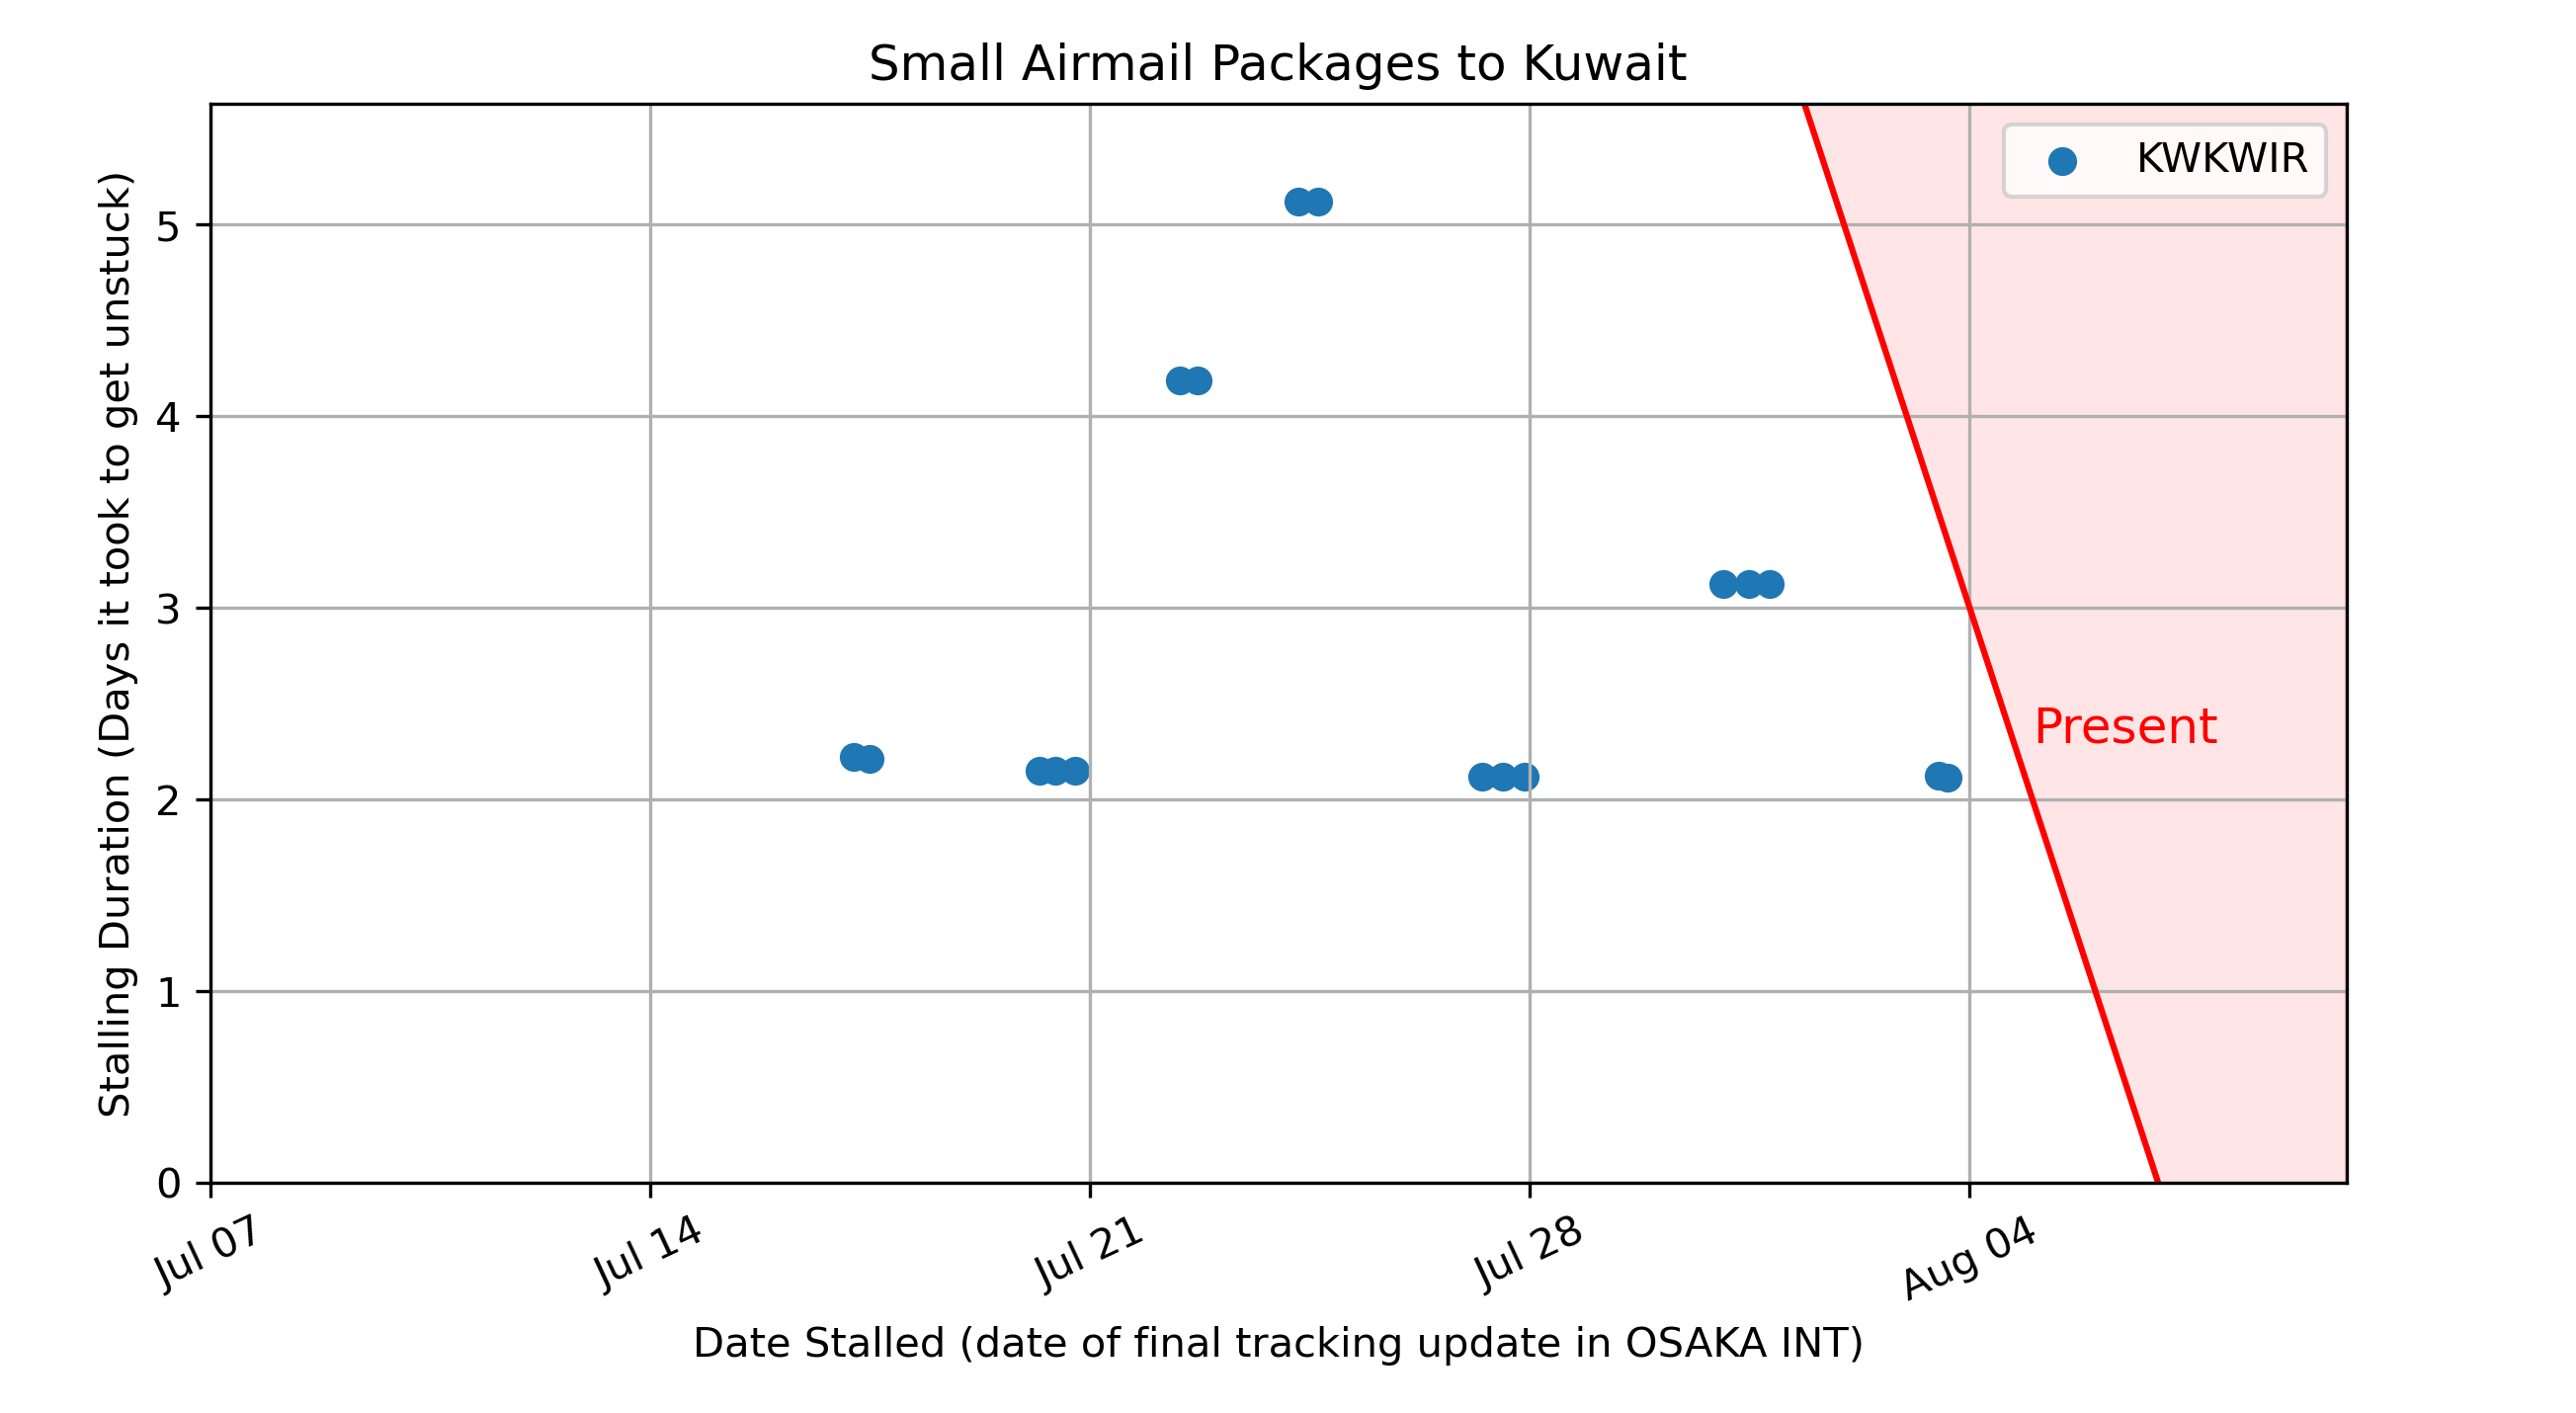 Small Airmail Packages to Kuwait
KWKWIR
Stalling Duration (Days it took to get unstuck)
5
4
3
2
1
0
Present
Jul 07
Jul 14
Jul 21
Jul 28
Aug 04
Date Stalled (date of final tracking update in OSAKA INT)